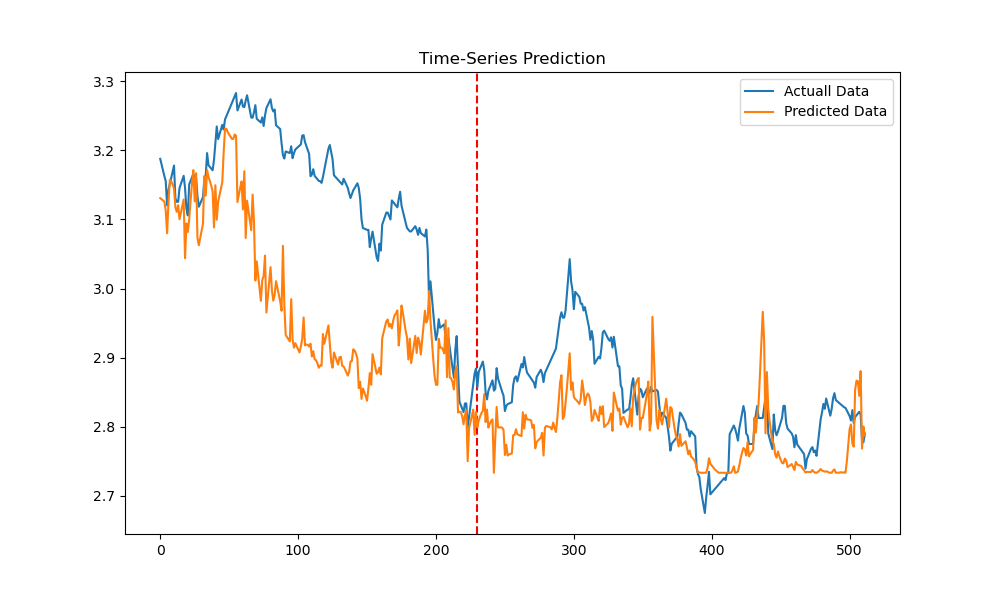 Time-Series Prediction
Actuall Data
Predicted Data
3.3
3.2
3.1
3.0
2.9
2.8
2.7
0 100 200 300 400 500